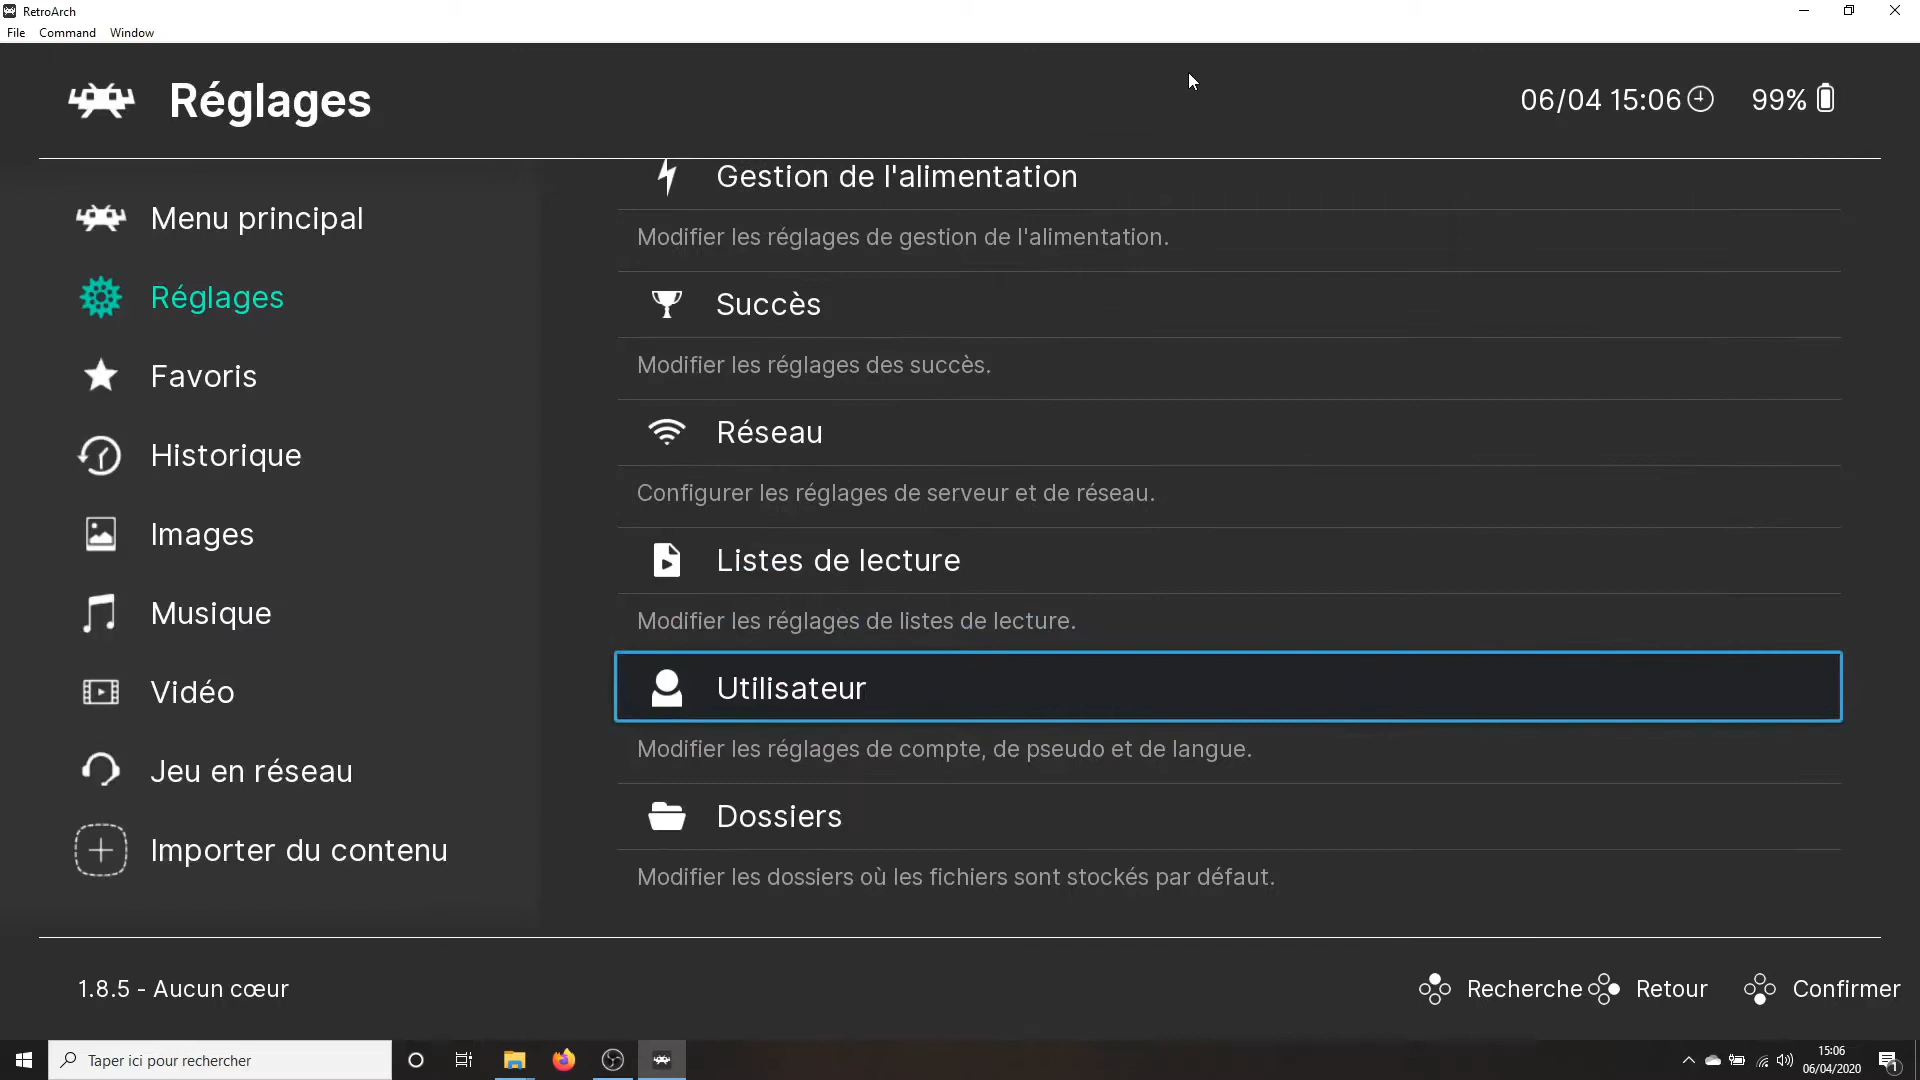 RetroArch
File Command Window
Réglages
06/04 15:06 99%
Menu principal
Réglages
Favoris
Historique
Images
Musique
Vidéo
Jeu en réseau
Importer du contenu
Gestion de l'alimentation
Modifier les réglages de gestion de l'alimentation.
Succès
Modifier les réglages des succès.
Réseau
Configurer les réglages de serveur et de réseau.
Listes de lecture
Modifier les réglages de listes de lecture.
Utilisateur
Modifier les réglages de compte, de pseudo et de langue.
Dossiers
Modifier les dossiers où les fichiers sont stockés par défaut.
1.8.5 - Aucun cœur
Recherche Retour Confirmer
Taper ici pour rechercher
15:06
06/04/2020
1